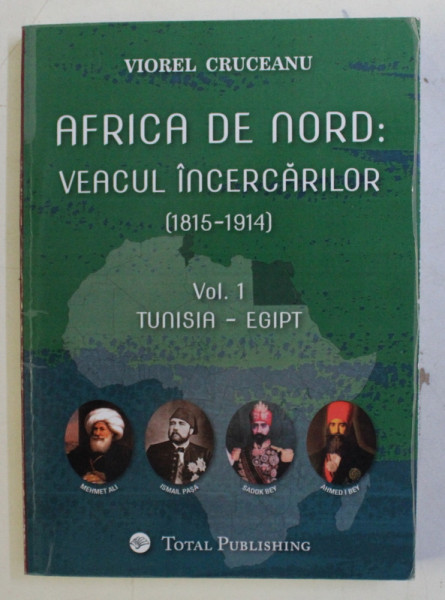 VIOREL CRUCEANU
AFRICA DE NORD:
VEACUL ÎNCERCĂRILOR
(1815-1914)
Vol. 1
TUNISIA - EGIPT
MEHMET ALI
ISMAIL PAȘA
SADOK BEY
AHMED I BEY
TOTAL PUBLISHING